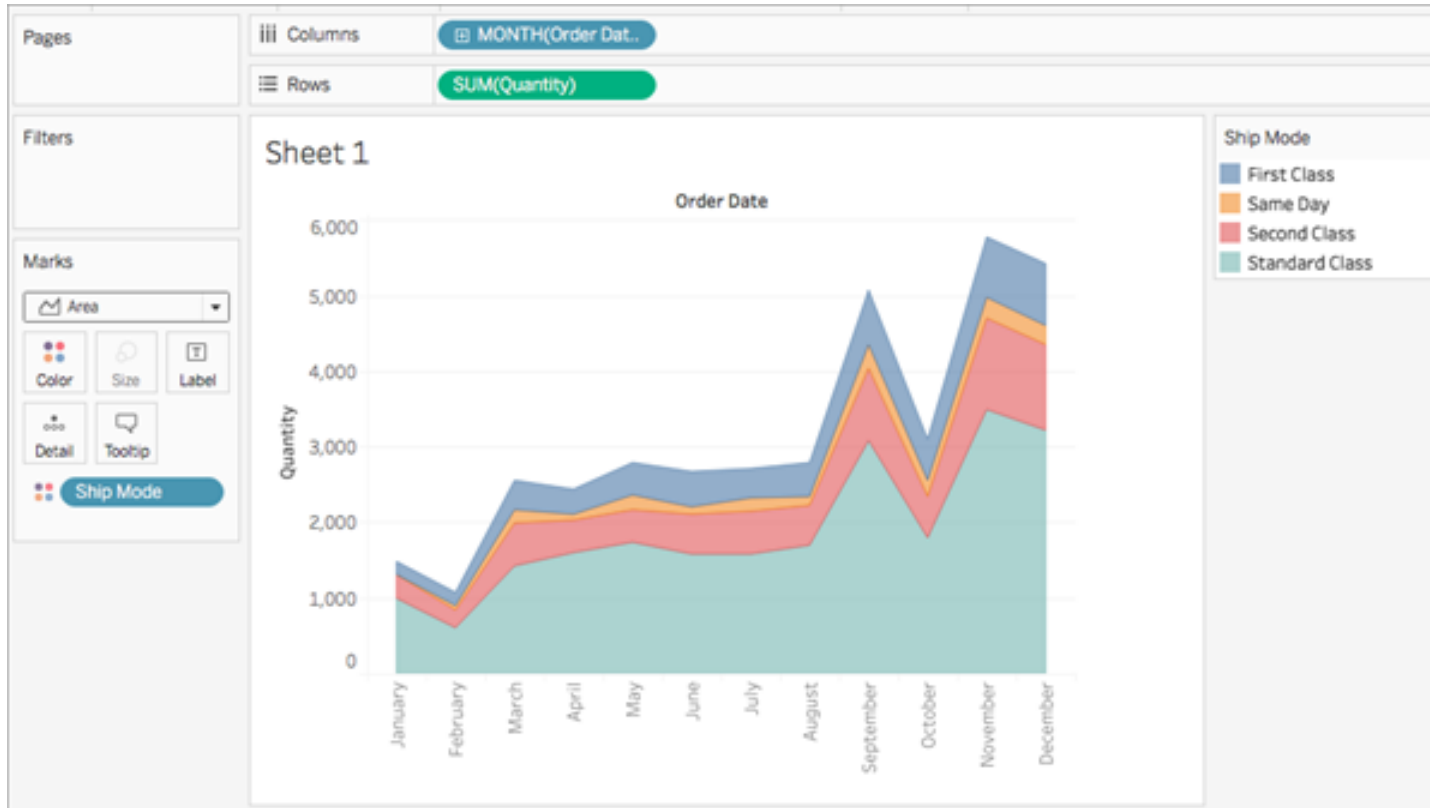 Pages
Columns
MONTH(Order Dat..
Rows
SUM(Quantity)
Filters
Marks
Area
Color
Size
Label
Detail
Tooltip
Ship Mode
Sheet 1
Order Date
Quantity
6,000
5,000
4,000
3,000
2,000
1,000
0
January
February
March
April
May
June
July
August
September
October
November
December
Ship Mode
First Class
Same Day
Second Class
Standard Class